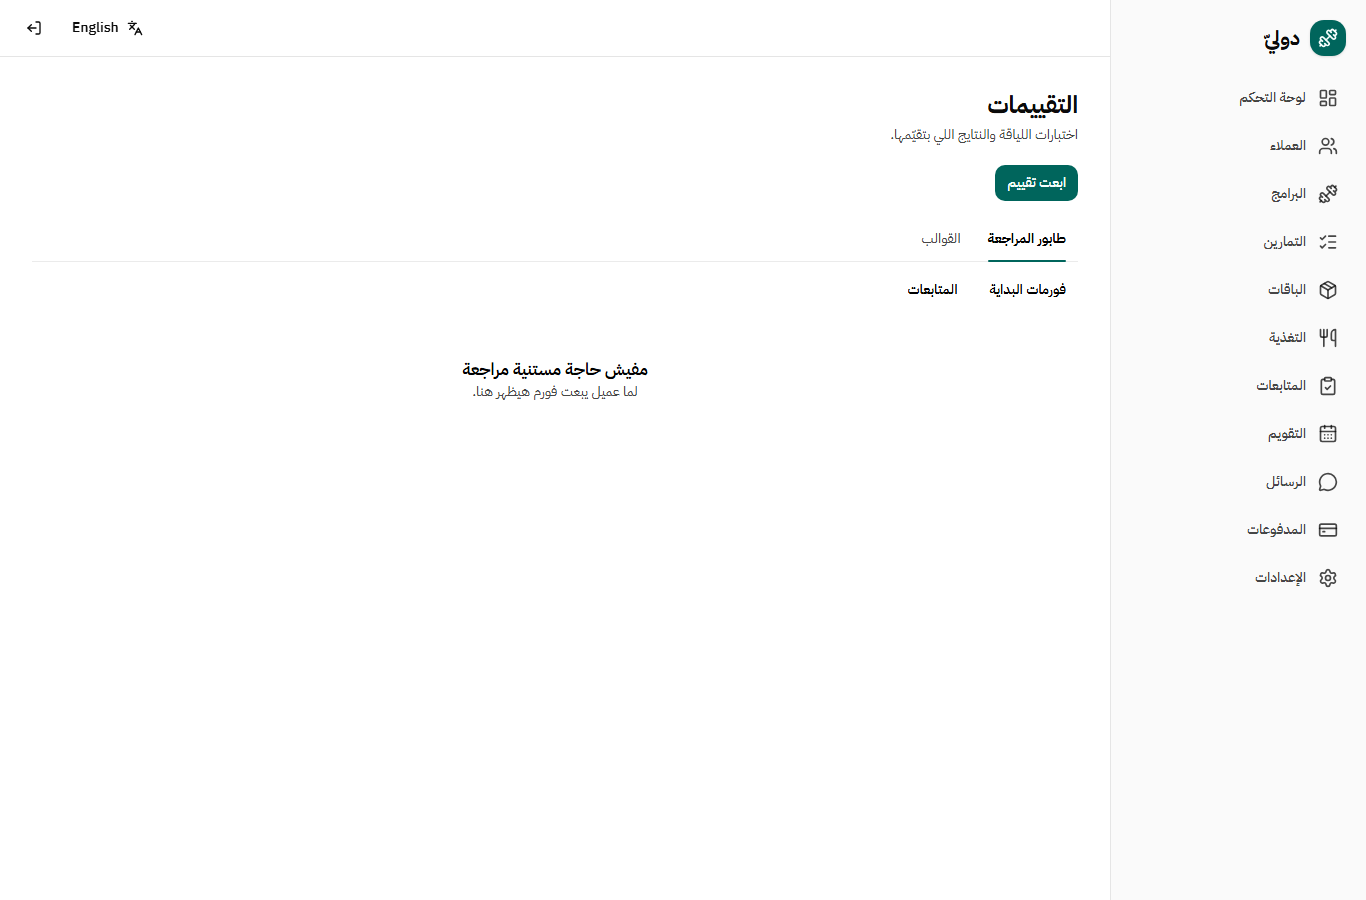 دوليّ
لوحة التحكم
العملاء
البرامج
التمارين
الباقات
التغذية
المتابعات
التقويم
الرسائل
المدفوعات
الإعدادات
English
التقييمات
اختبارات اللياقة والنتايج اللي بتقيّمها.
ابعت تقييم
طابور المراجعة القوالب
فورمات البداية المتابعات
مفيش حاجة مستنية مراجعة
لما عميل يبعت فورم هيظهر هنا.